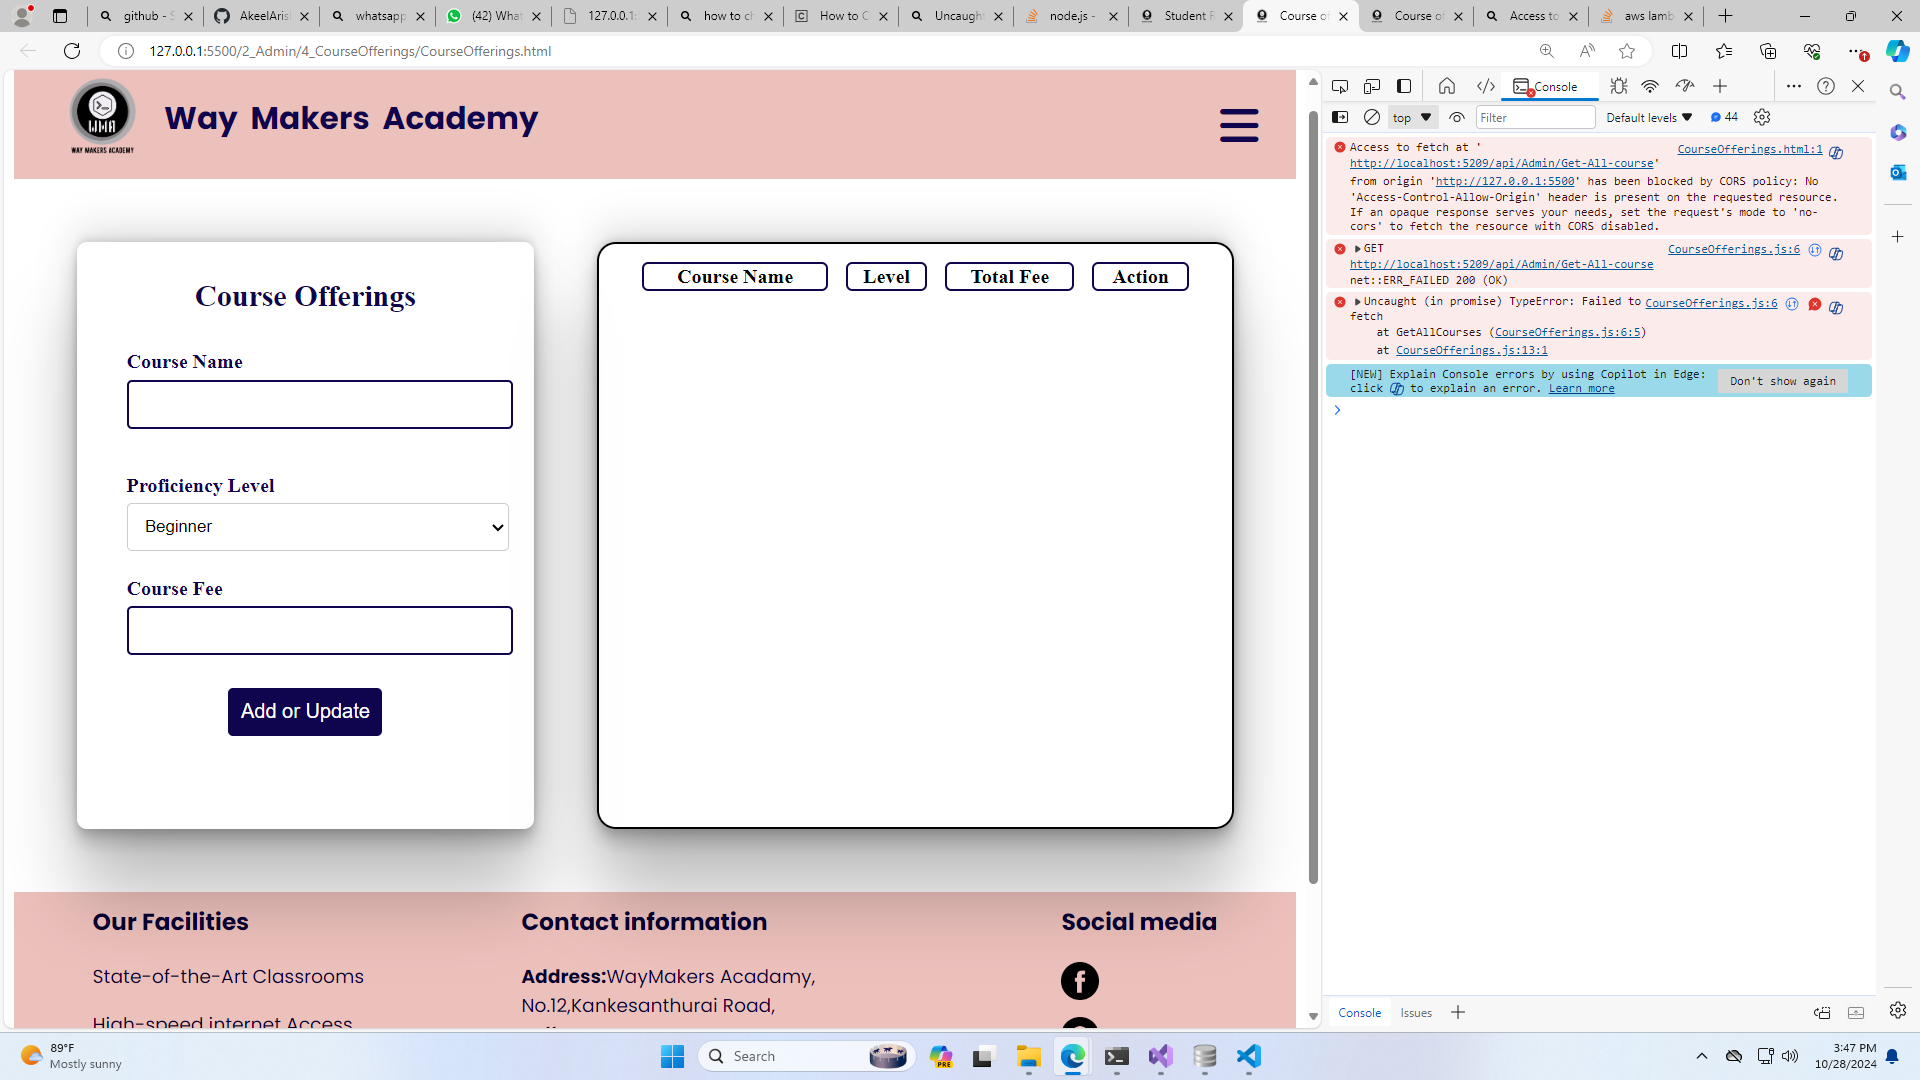 github - S
AkeelArisl
whatsapp
(42) What
127.0.0.1:
how to ch
How to C
Uncaught
node.js -
Student R
Course of
Course of
Access to
aws lamb
127.0.0.1:5500/2_Admin/4_CourseOfferings/CourseOfferings.html
WMA
WAY MAKERS ACADEMY
Way Makers Academy
Course Offerings
Course Name
Proficiency Level
Beginner
Course Fee
Add or Update
Course Name Level Total Fee Action
Our Facilities
State-of-the-Art Classrooms
High-speed internet Access
Contact information
Address:WayMakers Acadamy,
No.12,Kankesanthurai Road,
Social media
Console
top
Filter
Default levels
44
Access to fetch at ' CourseOfferings.html:1
http://localhost:5209/api/Admin/Get-All-course'
from origin 'http://127.0.0.1:5500' has been blocked by CORS policy: No
'Access-Control-Allow-Origin' header is present on the requested resource.
If an opaque response serves your needs, set the request's mode to 'no-
cors' to fetch the resource with CORS disabled.
GET CourseOfferings.js:6
http://localhost:5209/api/Admin/Get-All-course
net::ERR_FAILED 200 (OK)
Uncaught (in promise) TypeError: Failed to CourseOfferings.js:6
fetch
at GetAllCourses (CourseOfferings.js:6:5)
at CourseOfferings.js:13:1
[NEW] Explain Console errors by using Copilot in Edge:
click to explain an error. Learn more
Don't show again
Console Issues
89°F
Mostly sunny
Search
PRE
3:47 PM
10/28/2024